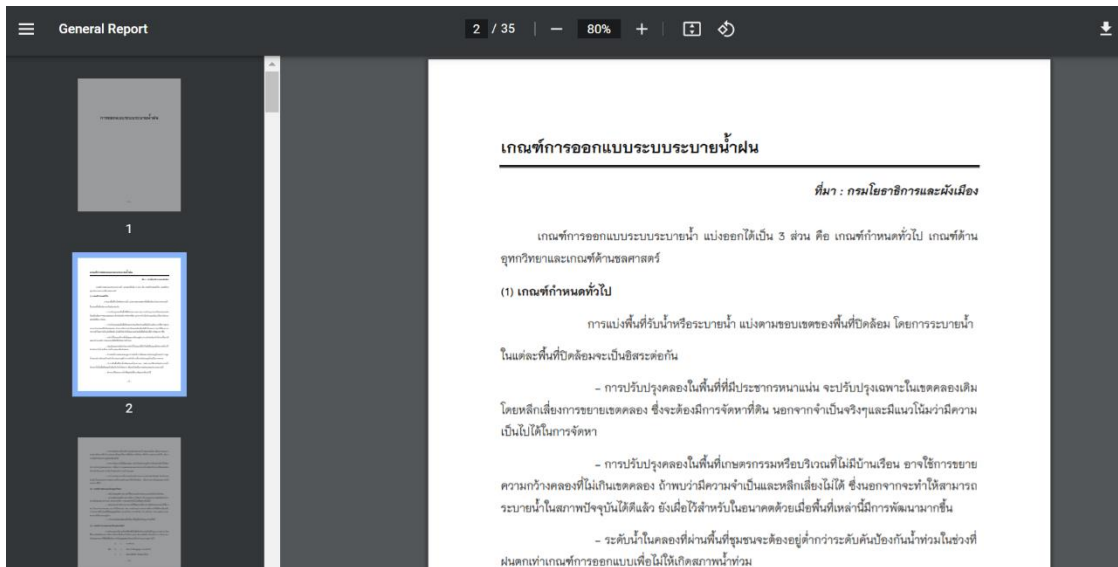 General Report
2 / 35
80%
การออกแบบระบบระบายน้ำฝน
1
2
เกณฑ์การออกแบบระบบระบายน้ำฝน
ที่มา : กรมโยธาธิการและผังเมือง
เกณฑ์การออกแบบระบบระบายน้ำ แบ่งออกได้เป็น 3 ส่วน คือ เกณฑ์กำหนดทั่วไป เกณฑ์ด้าน
อุทกวิทยาและเกณฑ์ด้านชลศาสตร์
(1) เกณฑ์กำหนดทั่วไป
การแบ่งพื้นที่รับน้ำหรือระบายน้ำ แบ่งตามขอบเขตของพื้นที่ปิดล้อม โดยการระบายน้ำ
ในแต่ละพื้นที่ปิดล้อมจะเป็นอิสระต่อกัน
– การปรับปรุงคลองในพื้นที่ที่มีประชากรหนาแน่น จะปรับปรุงเฉพาะในเขตคลองเดิม
โดยหลีกเลี่ยงการขยายเขตคลอง ซึ่งจะต้องมีการจัดหาที่ดิน นอกจากจำเป็นจริงๆและมีแนวโน้มว่ามีความ
เป็นไปได้ในการจัดหา
– การปรับปรุงคลองในพื้นที่เกษตรกรรมหรือบริเวณที่ไม่มีบ้านเรือน อาจใช้การขยาย
ความกว้างคลองที่ไม่เกินเขตคลอง ถ้าพบว่ามีความจำเป็นและหลีกเลี่ยงไม่ได้ ซึ่งนอกจากจะทำให้สามารถ
ระบายน้ำในสภาพปัจจุบันได้ดีแล้ว ยังเผื่อไว้สำหรับในอนาคตด้วยเมื่อพื้นที่เหล่านี้มีการพัฒนามากขึ้น
– ระดับน้ำในคลองที่ผ่านพื้นที่ชุมชนจะต้องอยู่ต่ำกว่าระดับคันป้องกันน้ำท่วมในช่วงที่
ฝนตกเท่าเกณฑ์การออกแบบเพื่อไม่ให้เกิดสภาพน้ำท่วม